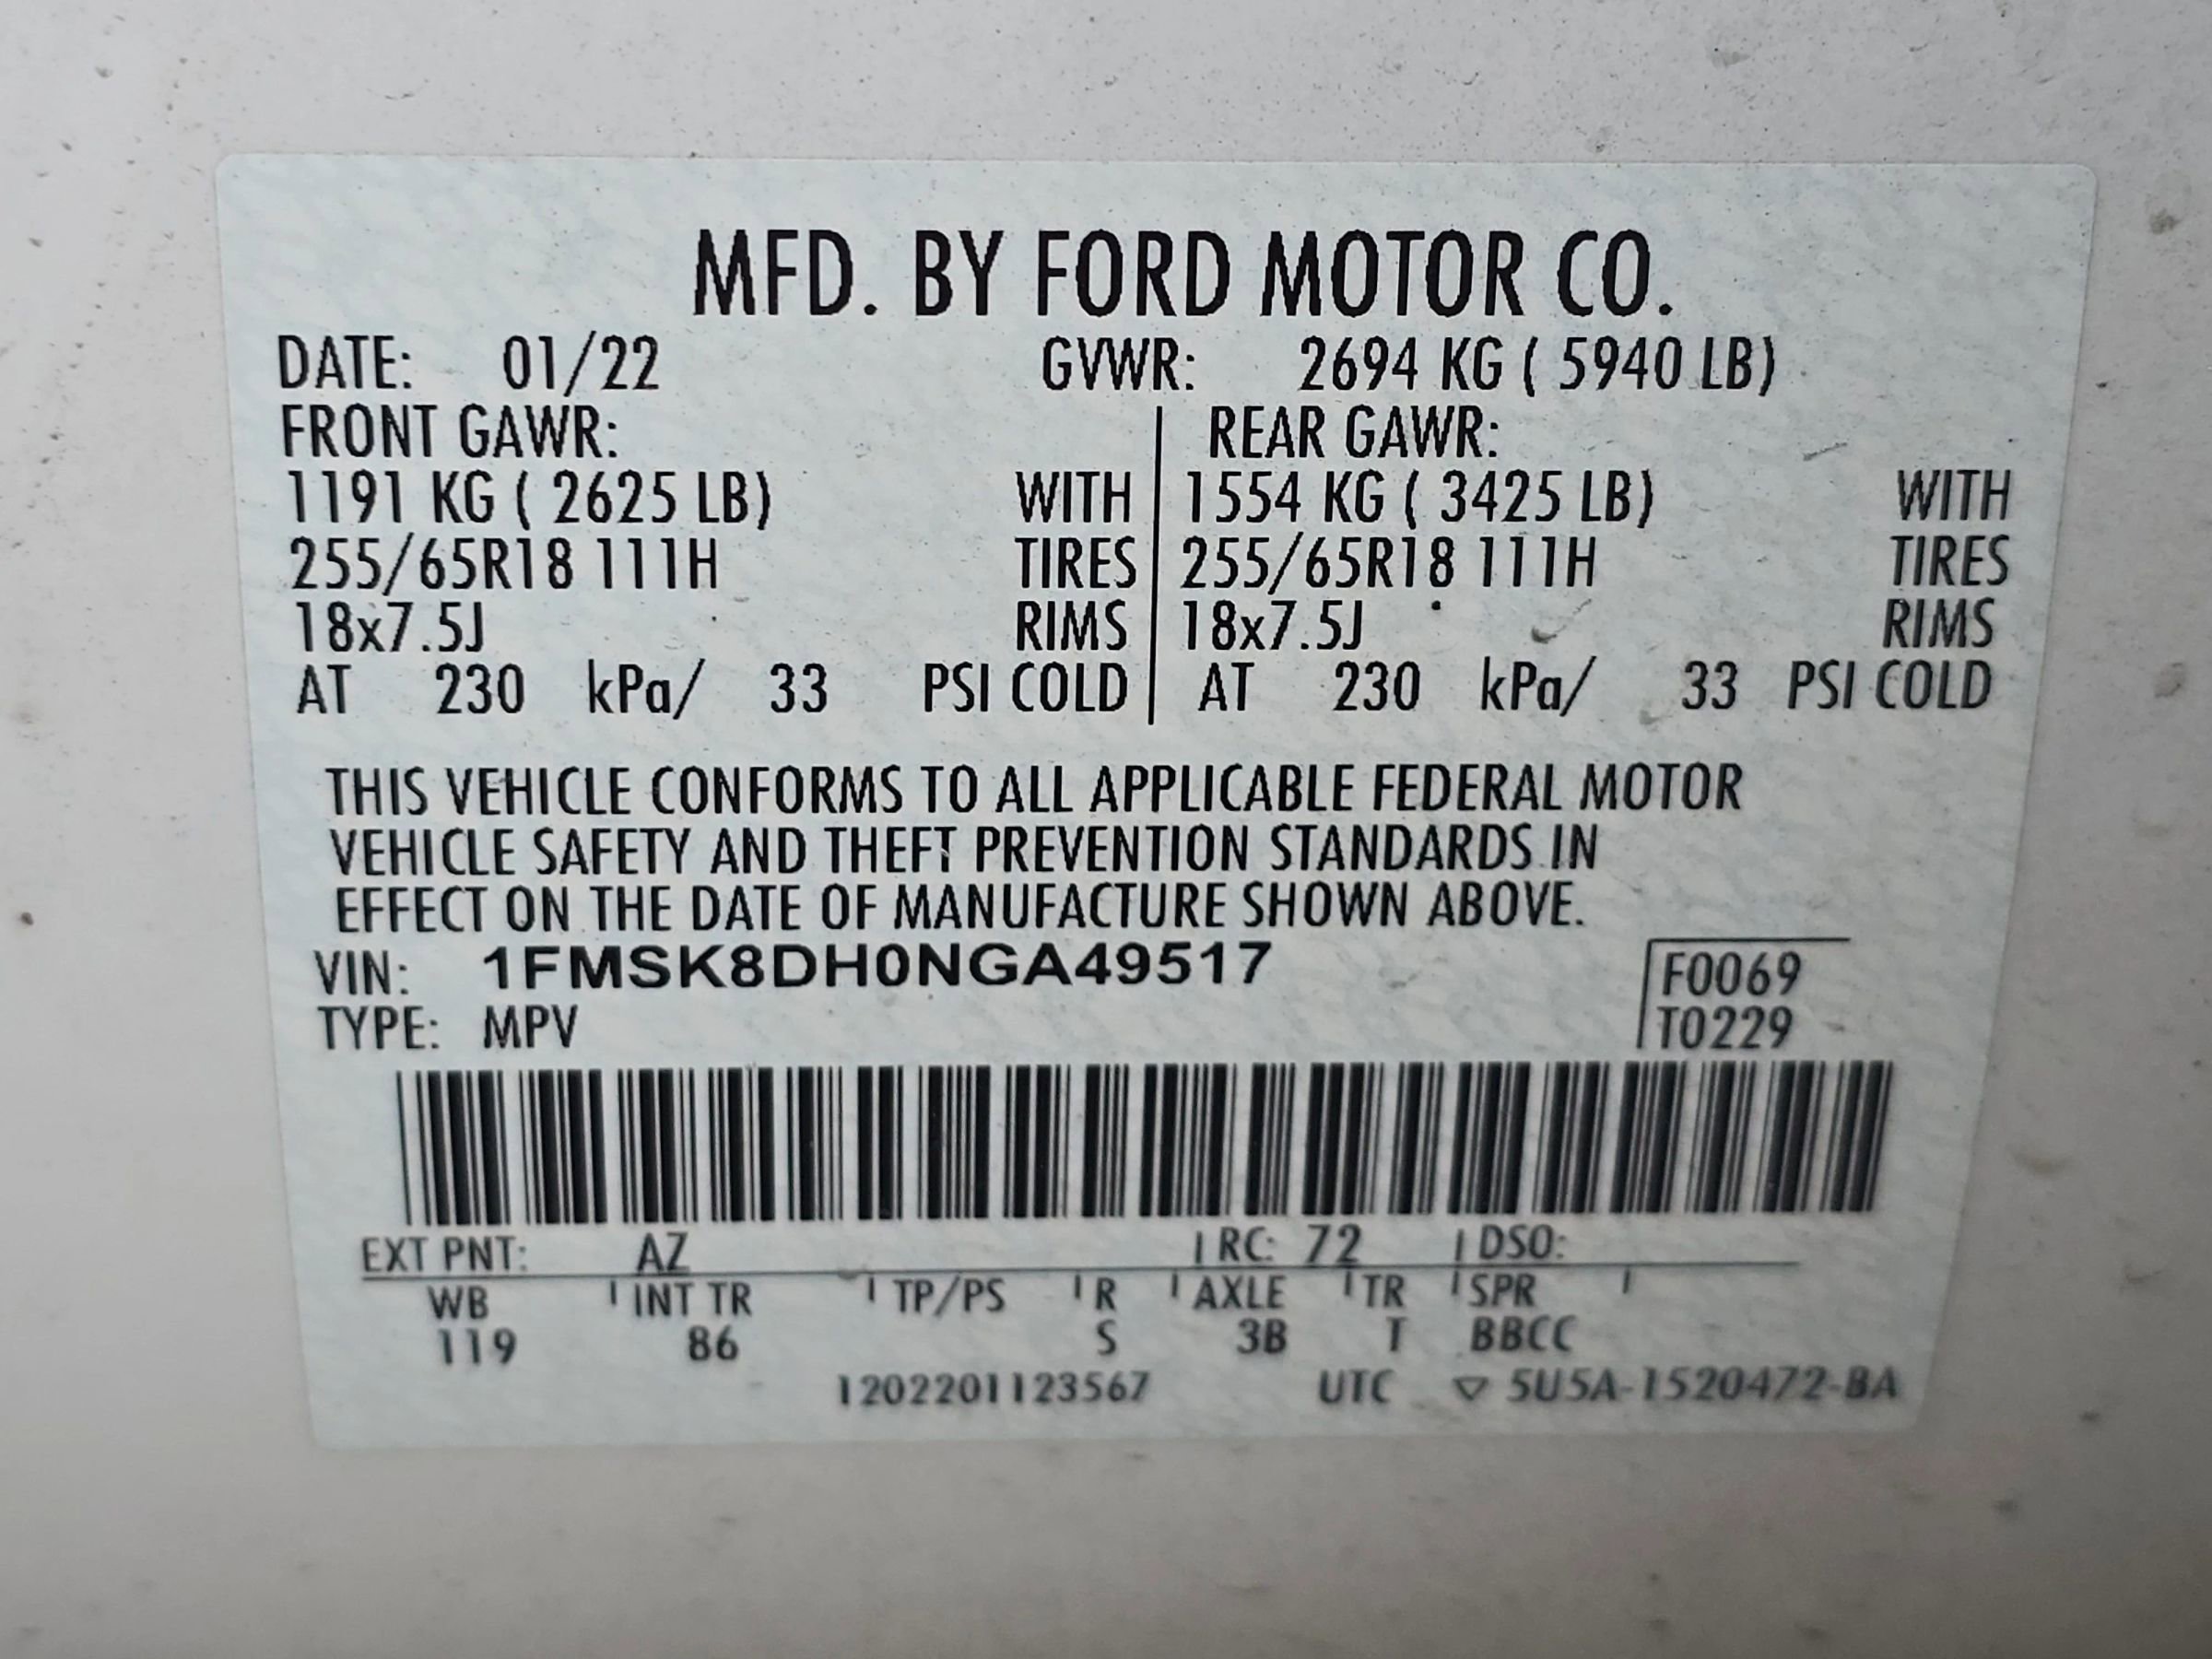 MFD. BY FORD MOTOR CO.
DATE: 01/22 GVWR: 2694 KG ( 5940 LB)
FRONT GAWR: REAR GAWR:
1191 KG ( 2625 LB) WITH 1554 KG ( 3425 LB) WITH
255/65R18 111H TIRES 255/65R18 111H TIRES
18x7.5J RIMS 18x7.5J RIMS
AT 230 kPa/ 33 PSI COLD AT 230 kPa/ 33 PSI COLD
THIS VEHICLE CONFORMS TO ALL APPLICABLE FEDERAL MOTOR
VEHICLE SAFETY AND THEFT PREVENTION STANDARDS IN
EFFECT ON THE DATE OF MANUFACTURE SHOWN ABOVE.
VIN: 1FMSK8DH0NGA49517 F0069
TYPE: MPV T0229
EXT PNT: AZ RC: 72 DSO:
WB INT TR TP/PS R AXLE TR SPR
119 86 S 3B T BBCC
1202201123567 UTC ▽ 5U5A-1520472-BA